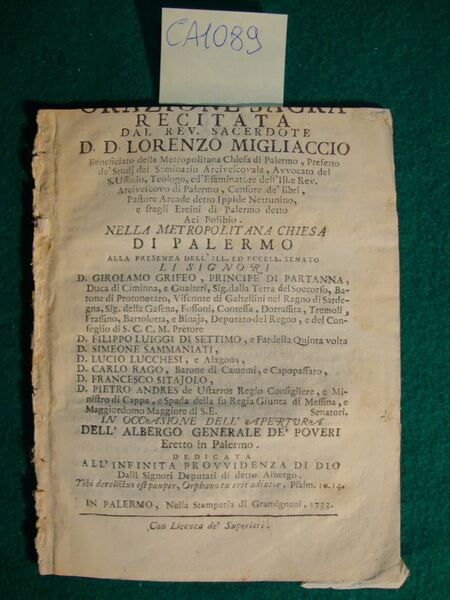 CA1089
ORAZIONE SACRA
RECITATA
DAL REV. SACERDOTE
D. D. LORENZO MIGLIACCIO
Beneficiato della Metropolitana Chiesa di Palermo, Prefetto
de' Studj del Seminario Arcivescovale, Avvocato del
S. Uffizio, Teologo, ed' Esaminatore dell' Ill. e Rev.
Arcivescovo di Palermo, Censore de' libri,
Pastore Arcade detto Ippide Nettunino,
e fragli Ereini di Palermo detto
Aci Polibio.
NELLA METROPOLITANA CHIESA
DI PALERMO
ALLA PRESENZA DELL' ILL. ED ECCELL. SENATO
LI SIGNORI
D. GIROLAMO GRIFEO, PRINCIPE DI PARTANNA,
Duca di Ciminna, e Gualteri, Sig. dalla Terra del Soccorso, Ba-
rone di Protonotaro, Visconte di Galtellini nel Regno di Sarde-
gna, Sig. della Gafena, Fossoni, Contessa, Dorrassita, Tremoli,
Frassino, Bartolotta, e Binaja, Deputato del Regno, e del Con-
seglio di S. C. C. M. Pretore
D. FILIPPO LUIGGI DI SETTIMO, e Fardella Quinta volta
D. SIMEONE SAMMANIATI,
D. LUCIO LUCCHESI, e Alagona,
D. CARLO RAGO, Barone di Camemi, e Capopassaro,
D. FRANCESCO SITAJOLO,
D. PIETRO ANDRES de Ustarros Regio Consigliere, e Mi-
nistro di Cappa, e Spada della su Regia Giunta di Messina, e
Maggiordomo Maggiore di S. E. Senatori.
IN OCCASIONE DELL' APERTURA
DELL' ALBERGO GENERALE DE' POVERI
Eretto in Palermo.
DEDICATA
ALL' INFINITA PROVVIDENZA DI DIO
Dalli Signori Deputati di detto Albergo.
Tibi derelictus est pauper, Orphano tu eris adjutor. Psalm. 10. 14.
IN PALERMO, Nella Stamperia di Gramignani, 1733.
Con Licenza de' Superiori.